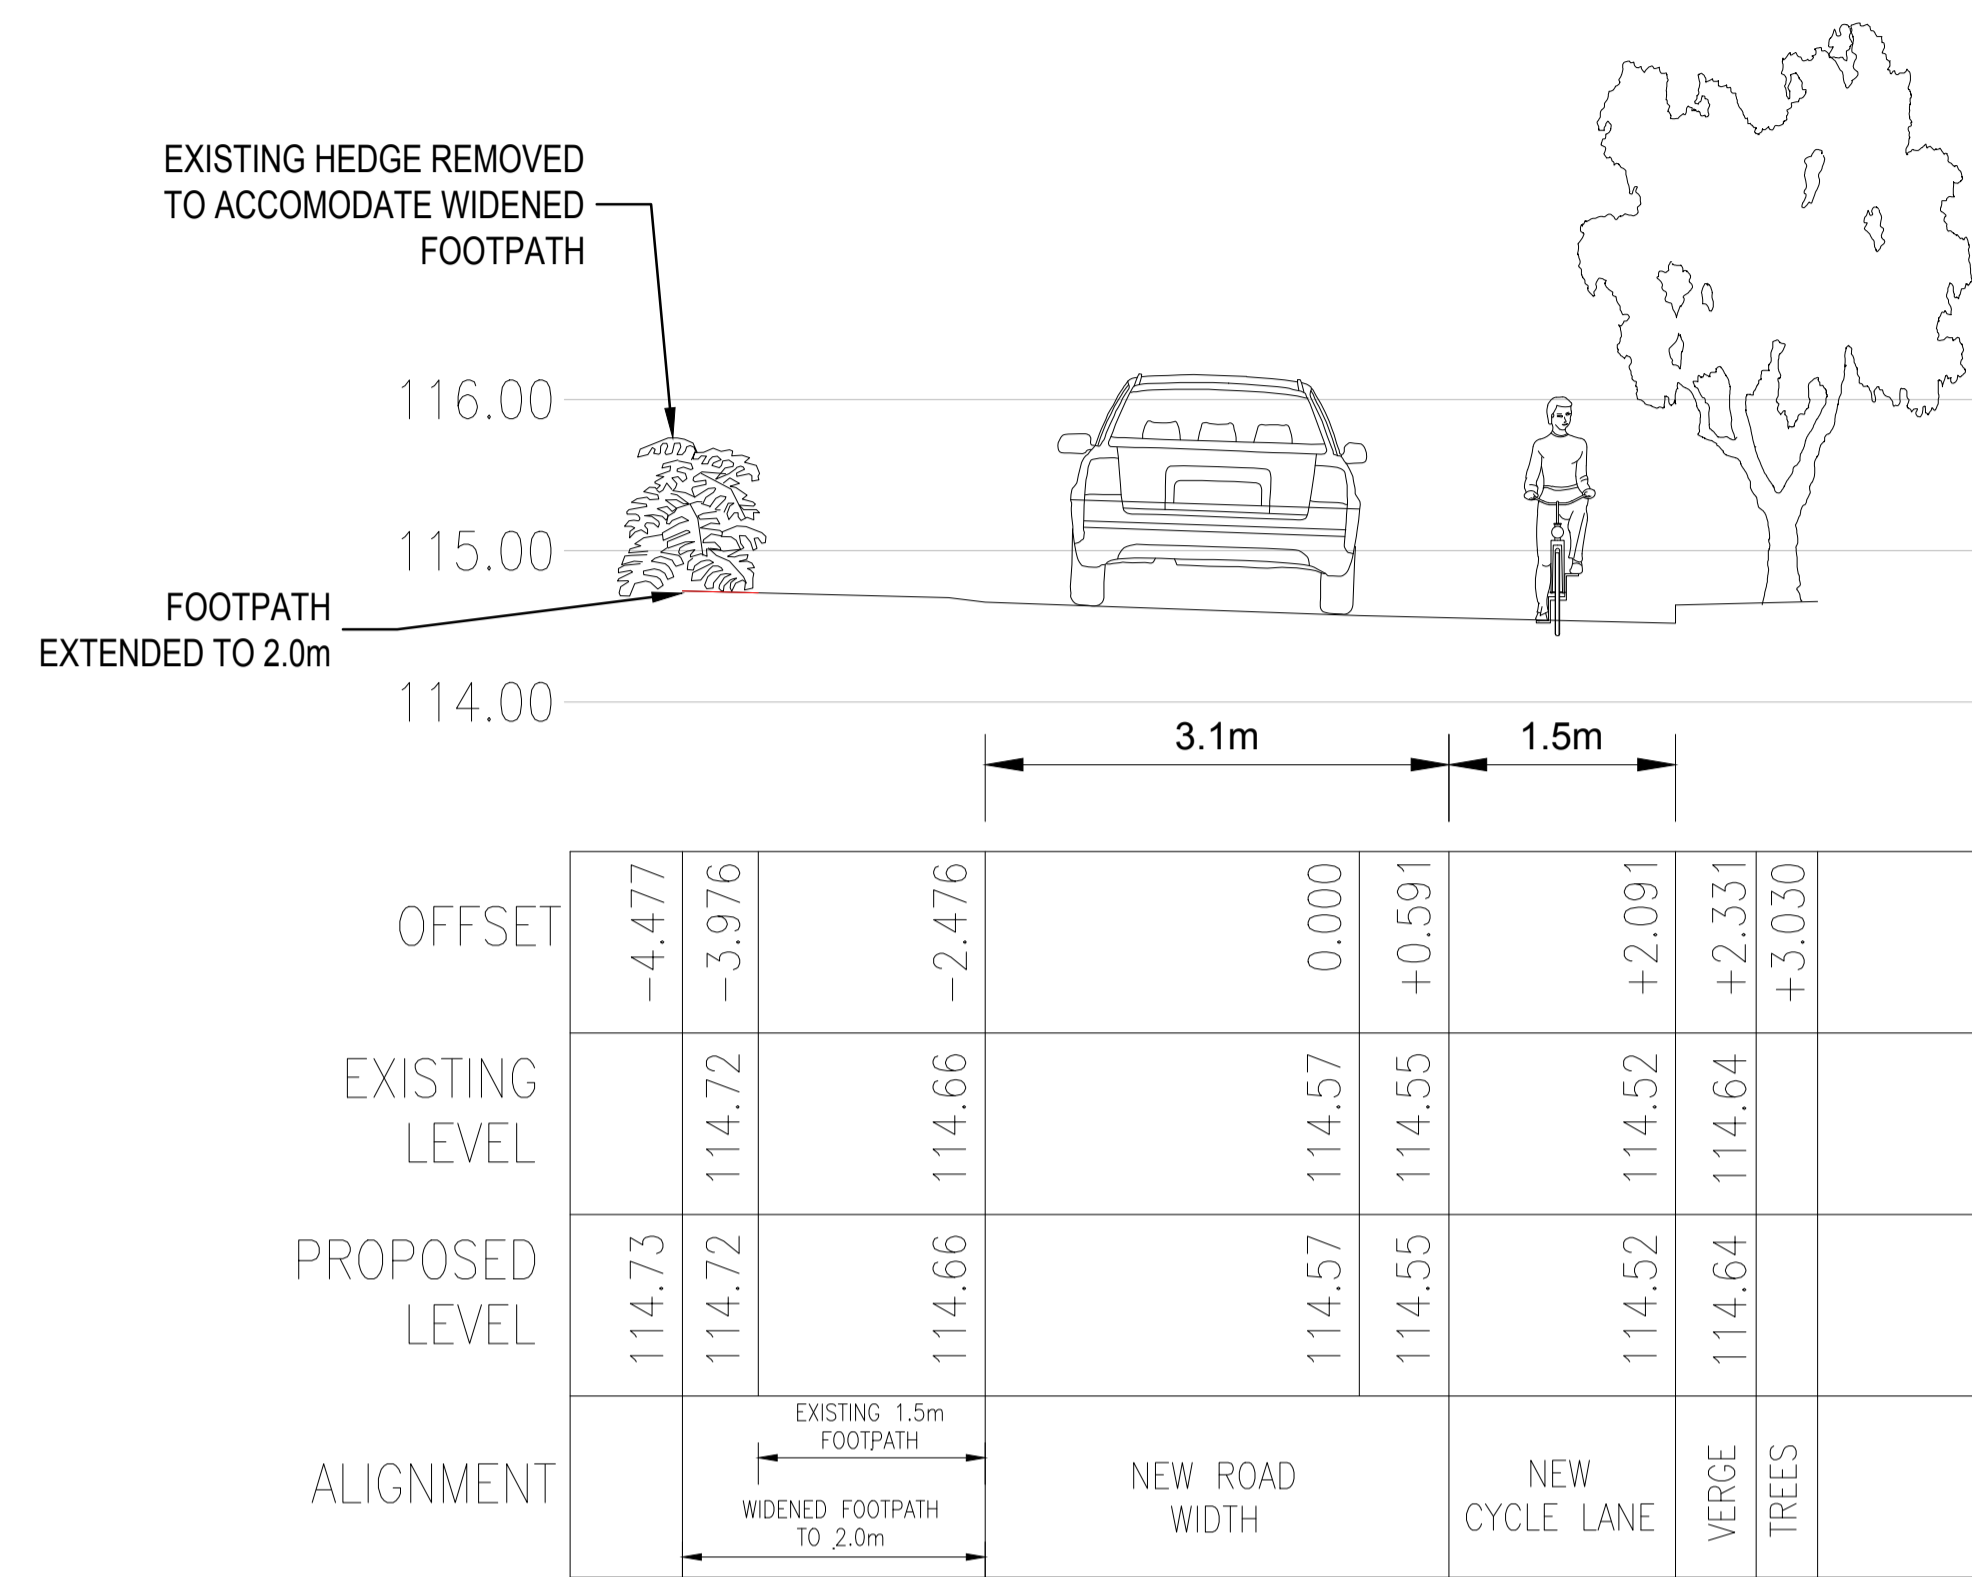 EXISTING HEDGE REMOVED
TO ACCOMODATE WIDENED
FOOTPATH
116.00
115.00
FOOTPATH
EXTENDED TO 2.0m
114.00
3.1m 1.5m
OFFSET -4.477 -3.976 -2.476 0.000 +0.591 +2.091 +2.331 +3.030
EXISTING
LEVEL
114.72 114.66 114.57 114.55 114.52 114.64
PROPOSED
LEVEL
114.73 114.72 114.66 114.57 114.55 114.52 114.64
ALIGNMENT
EXISTING 1.5m
FOOTPATH
WIDENED FOOTPATH
TO 2.0m
NEW ROAD
WIDTH
NEW
CYCLE LANE
VERGE
TREES